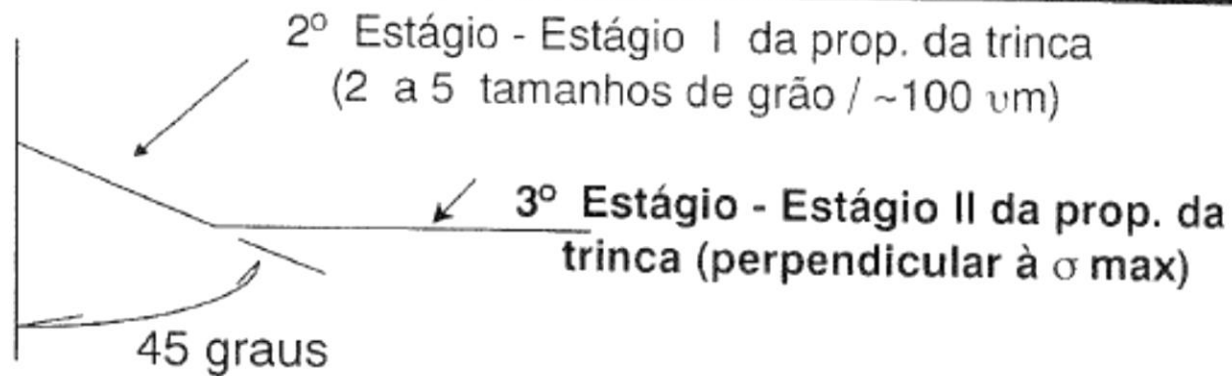 2º Estágio - Estágio I da prop. da trinca
(2 a 5 tamanhos de grão / ~100 υm)
3º Estágio - Estágio II da prop. da
trinca (perpendicular à σ max)
45 graus